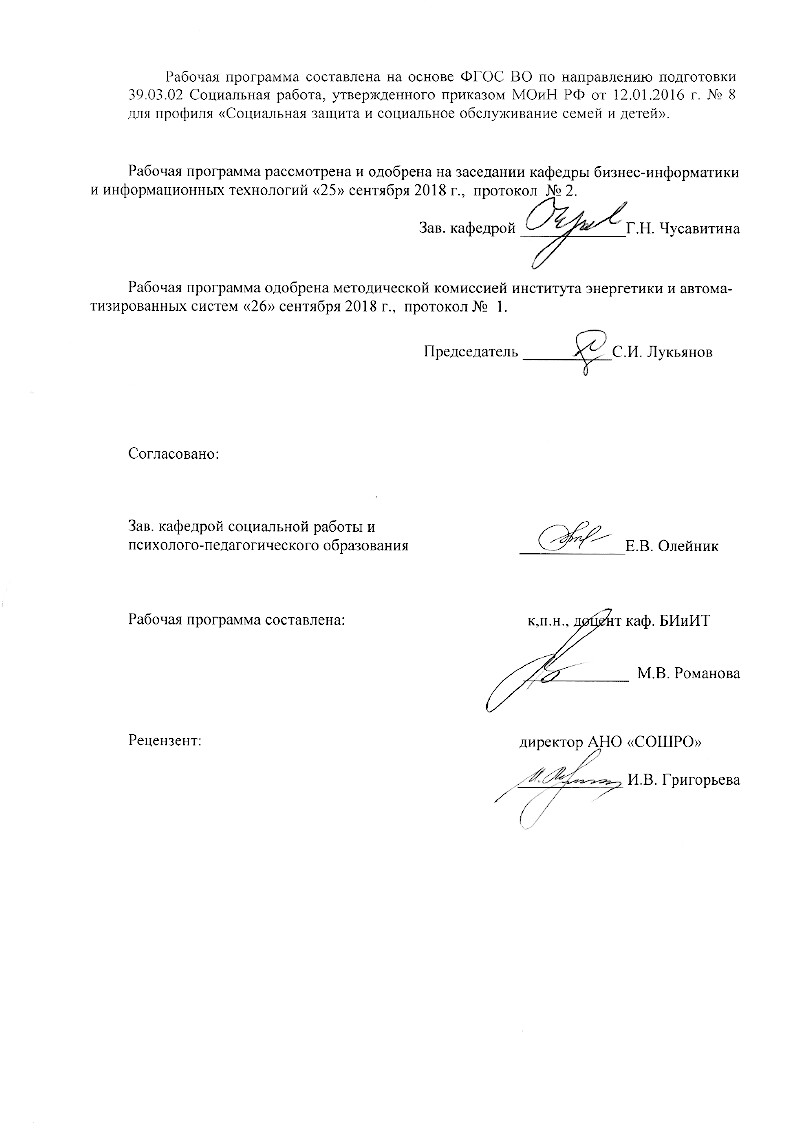 Рабочая программа составлена на основе ФГОС ВО по направлению подготовки
39.03.02 Социальная работа, утвержденного приказом МОиН РФ от 12.01.2016 г. № 8
для профиля «Социальная защита и социальное обслуживание семей и детей».
Рабочая программа рассмотрена и одобрена на заседании кафедры бизнес-информатики
и информационных технологий «25» сентября 2018 г., протокол № 2.
Зав. кафедрой Г.Н. Чусавитина
Рабочая программа одобрена методической комиссией института энергетики и автома-
тизированных систем «26» сентября 2018 г., протокол № 1.
Председатель С.И. Лукьянов
Согласовано:
Зав. кафедрой социальной работы и
психолого-педагогического образования Е.В. Олейник
Рабочая программа составлена: к,п.н., доцент каф. БИиИТ
М.В. Романова
Рецензент: директор АНО «СОШРО»
И.В. Григорьева